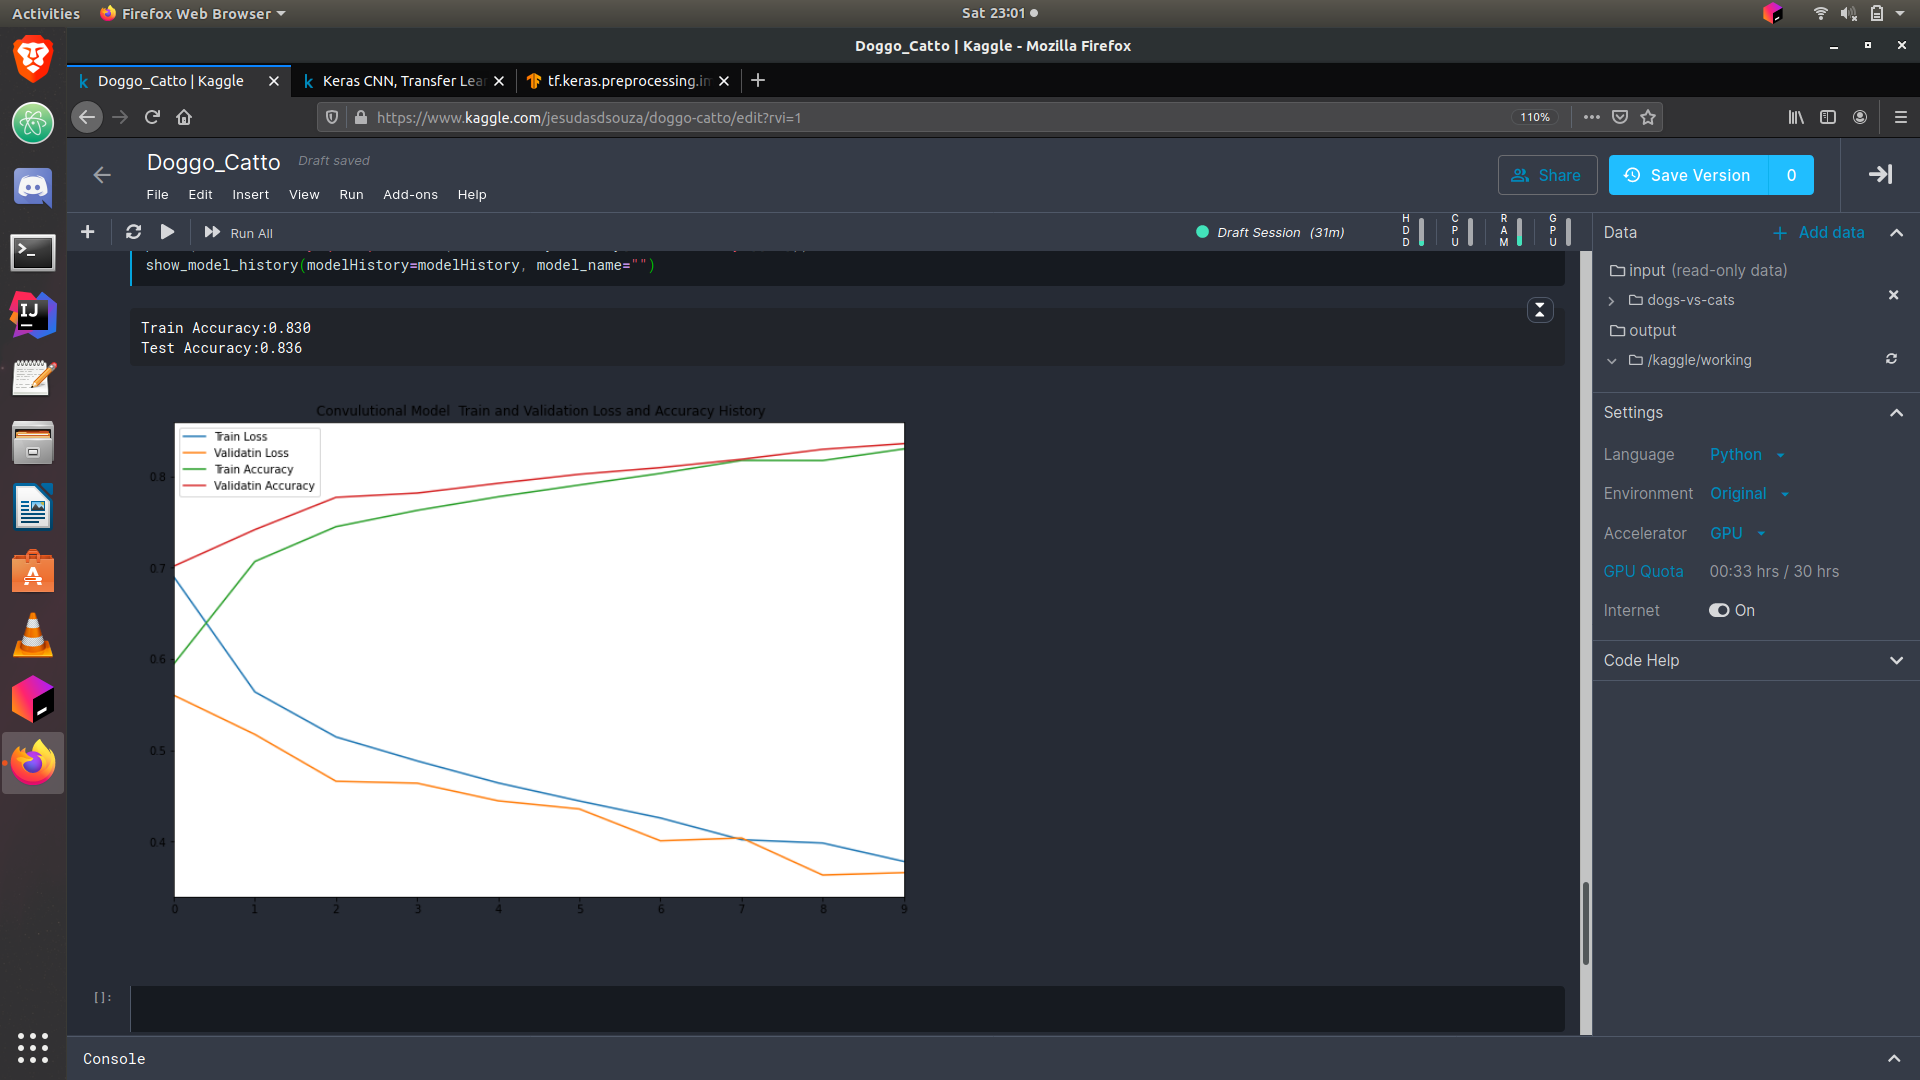 Activities
Firefox Web Browser
Sat 23:01
Doggo_Catto | Kaggle - Mozilla Firefox
Doggo_Catto | Kaggle
Keras CNN, Transfer Lea
tf.keras.preprocessing.im
https://www.kaggle.com/jesudasdsouza/doggo-catto/edit?rvi=1
110%
Doggo_Catto
Draft saved
File Edit Insert View Run Add-ons Help
Share
Save Version
0
Run All
Draft Session (31m)
HDD
CPU
RAM
GPU
show_model_history(modelHistory=modelHistory, model_name="")
Train Accuracy:0.830
Test Accuracy:0.836
Convulutional Model  Train and Validation Loss and Accuracy History
Train Loss
Validatin Loss
Train Accuracy
Validatin Accuracy
0.8
0.7
0.6
0.5
0.4
0 1 2 3 4 5 6 7 8 9
[]:
Console
Data
Add data
input (read-only data)
dogs-vs-cats
output
/kaggle/working
Settings
Language Python
Environment Original
Accelerator GPU
GPU Quota 00:33 hrs / 30 hrs
Internet On
Code Help